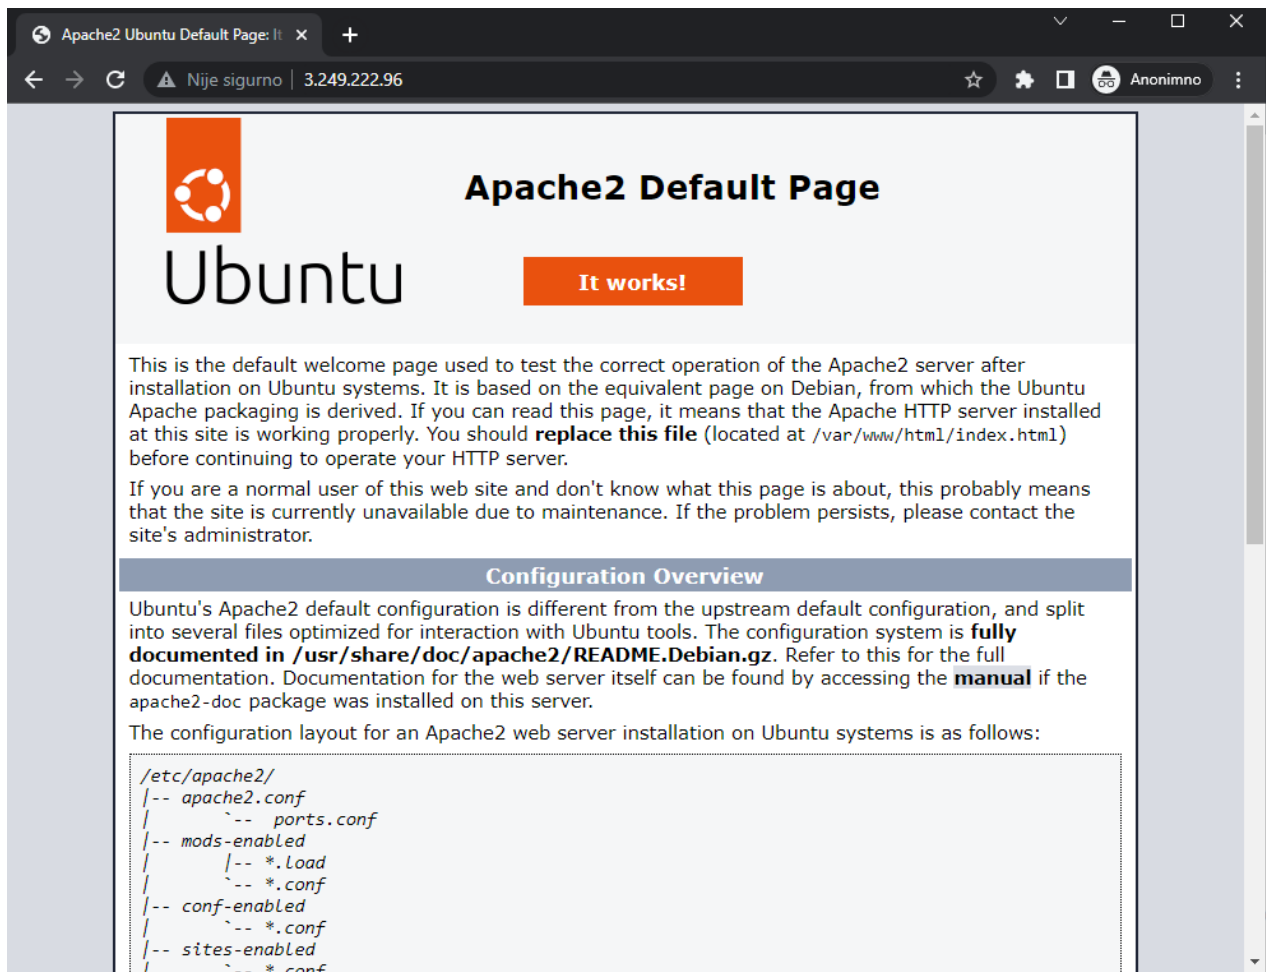 Apache2 Ubuntu Default Page: It
Nije sigurno | 3.249.222.96
Anonimno
Ubuntu
Apache2 Default Page
It works!
This is the default welcome page used to test the correct operation of the Apache2 server after
installation on Ubuntu systems. It is based on the equivalent page on Debian, from which the Ubuntu
Apache packaging is derived. If you can read this page, it means that the Apache HTTP server installed
at this site is working properly. You should replace this file (located at /var/www/html/index.html)
before continuing to operate your HTTP server.
If you are a normal user of this web site and don't know what this page is about, this probably means
that the site is currently unavailable due to maintenance. If the problem persists, please contact the
site's administrator.
Configuration Overview
Ubuntu's Apache2 default configuration is different from the upstream default configuration, and split
into several files optimized for interaction with Ubuntu tools. The configuration system is fully
documented in /usr/share/doc/apache2/README.Debian.gz. Refer to this for the full
documentation. Documentation for the web server itself can be found by accessing the manual if the
apache2-doc package was installed on this server.
The configuration layout for an Apache2 web server installation on Ubuntu systems is as follows:
/etc/apache2/
|-- apache2.conf
|       `--  ports.conf
|-- mods-enabled
|       |-- *.load
|       `-- *.conf
|-- conf-enabled
|       `-- *.conf
|-- sites-enabled
|       `-- *.conf